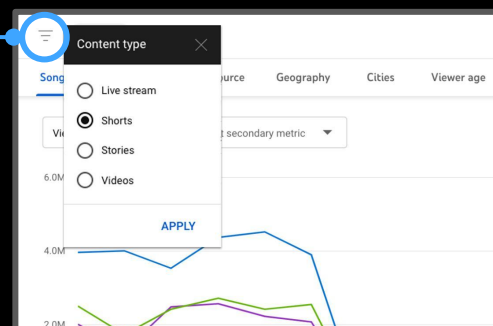 Content type
Song
urce
Geography
Cities
Viewer age
Live stream
Shorts
Stories
Videos
APPLY
Vie
t secondary metric
6.0M
4.0M
2.0M